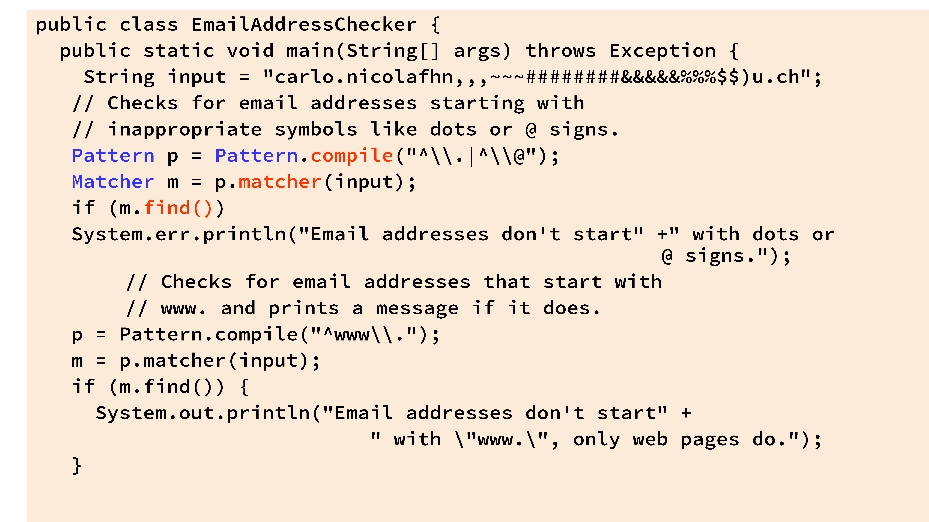 public class EmailAddressChecker {
public static void main(String[] args) throws Exception {
String input = "carlo.nicolafhn,,,~~~########&&&&&%%%$$)u.ch";
// Checks for email addresses starting with
// inappropriate symbols like dots or @ signs.
Pattern p = Pattern.compile("^\\.|^\\@");
Matcher m = p.matcher(input);
if (m.find())
System.err.println("Email addresses don't start" +" with dots or
@ signs.");
// Checks for email addresses that start with
// www. and prints a message if it does.
p = Pattern.compile("^www\\.");
m = p.matcher(input);
if (m.find()) {
System.out.println("Email addresses don't start" +
" with \"www.\", only web pages do.");
}